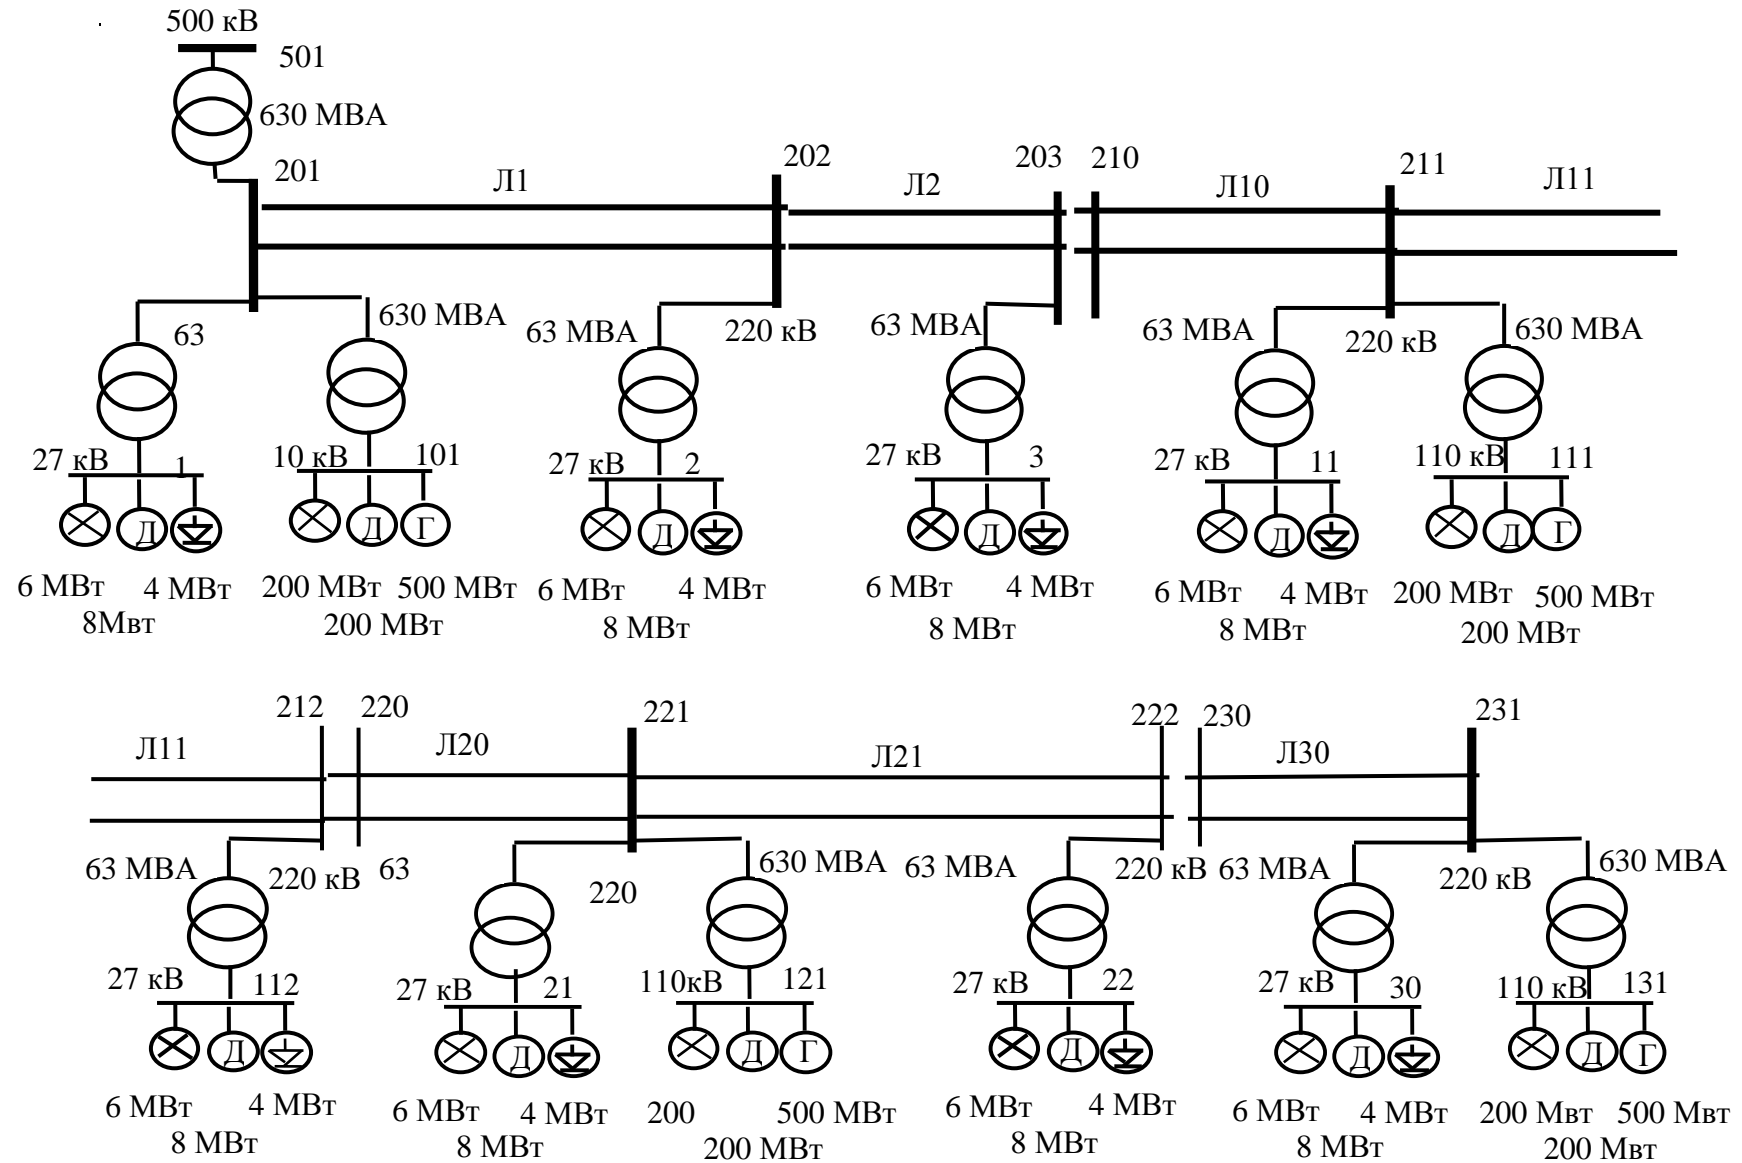 500 кВ
501
630 МВА
201
Л1
202
Л2
203
210
Л10
211
Л11
63
630 МВА
63 МВА
220 кВ
63 МВА
63 МВА
220 кВ
630 МВА
27 кВ
1
10 кВ
101
27 кВ
2
27 кВ
3
27 кВ
11
110 кВ
111
Д
Д
Г
Д
Д
Д
Д
Г
6 МВт
4 МВт
8Мвт
200 МВт
500 МВт
200 МВт
6 МВт
4 МВт
8 МВт
6 МВт
4 МВт
8 МВт
6 МВт
4 МВт
8 МВт
200 МВт
500 МВт
200 МВт
Л11
212
220
Л20
221
Л21
222
230
Л30
231
63 МВА
220 кВ
63
220
630 МВА
63 МВА
220 кВ
63 МВА
220 кВ
630 МВА
27 кВ
112
27 кВ
21
110кВ
121
27 кВ
22
27 кВ
30
110 кВ
131
Д
Д
Д
Г
Д
Д
Д
Г
6 МВт
4 МВт
8 МВт
6 МВт
4 МВт
8 МВт
200
500 МВт
200 МВт
6 МВт
4 МВт
8 МВт
6 МВт
4 МВт
8 МВт
200 Мвт
500 Мвт
200 Мвт